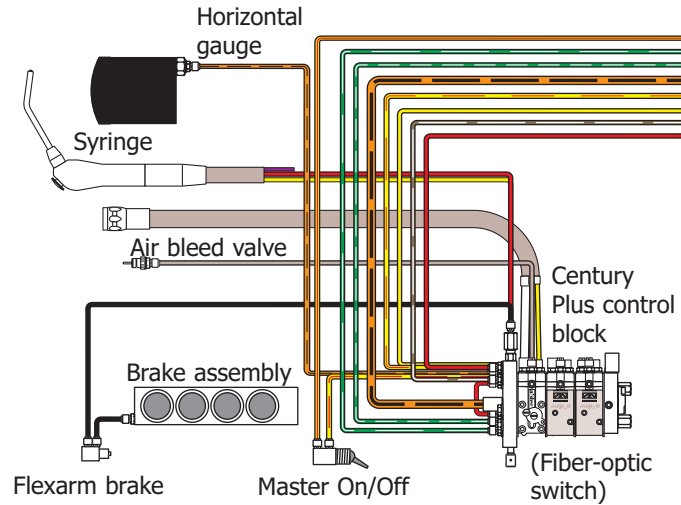 Horizontal
gauge
Syringe
Air bleed valve
Century
Plus control
block
Brake assembly
Flexarm brake
Master On/Off
(Fiber-optic
switch)